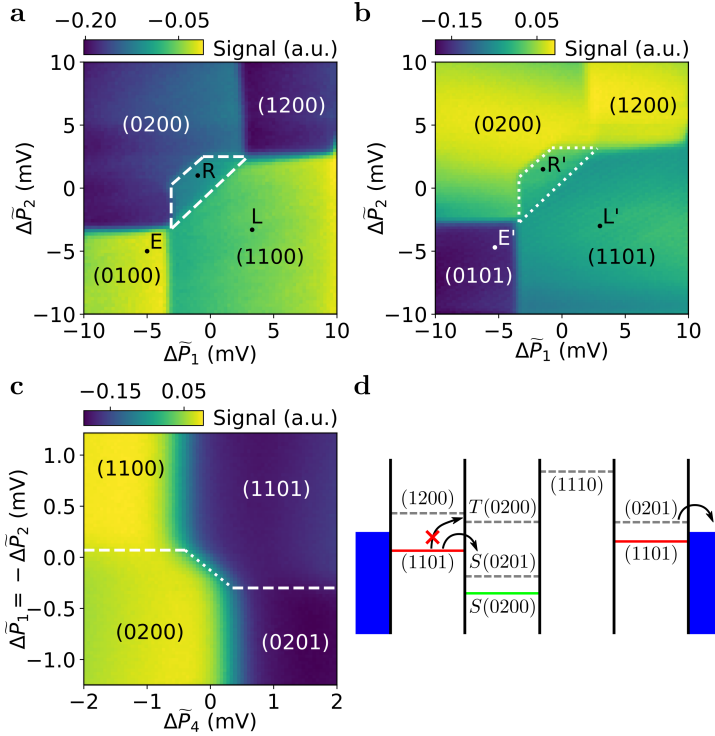 a
−0.20 −0.05
Signal (a.u.)
(0200)
(1200)
R
L
E
(0100)
(1100)
10
5
0
−5
−10
ΔP̃₂ (mV)
−10 −5 0 5 10
ΔP̃₁ (mV)
b
−0.15 0.05
Signal (a.u.)
(0200)
(1200)
R'
L'
E'
(0101)
(1101)
10
5
0
−5
−10
ΔP̃₂ (mV)
−10 −5 0 5 10
ΔP̃₁ (mV)
c
−0.15 0.05
Signal (a.u.)
(1100)
(1101)
(0200)
(0201)
1.0
0.5
0.0
−0.5
−1.0
ΔP̃₁ = − ΔP̃₂ (mV)
−2 −1 0 1 2
ΔP̃₄ (mV)
d
(1200)
(1101)
T(0200)
S(0201)
S(0200)
(1110)
(0201)
(1101)